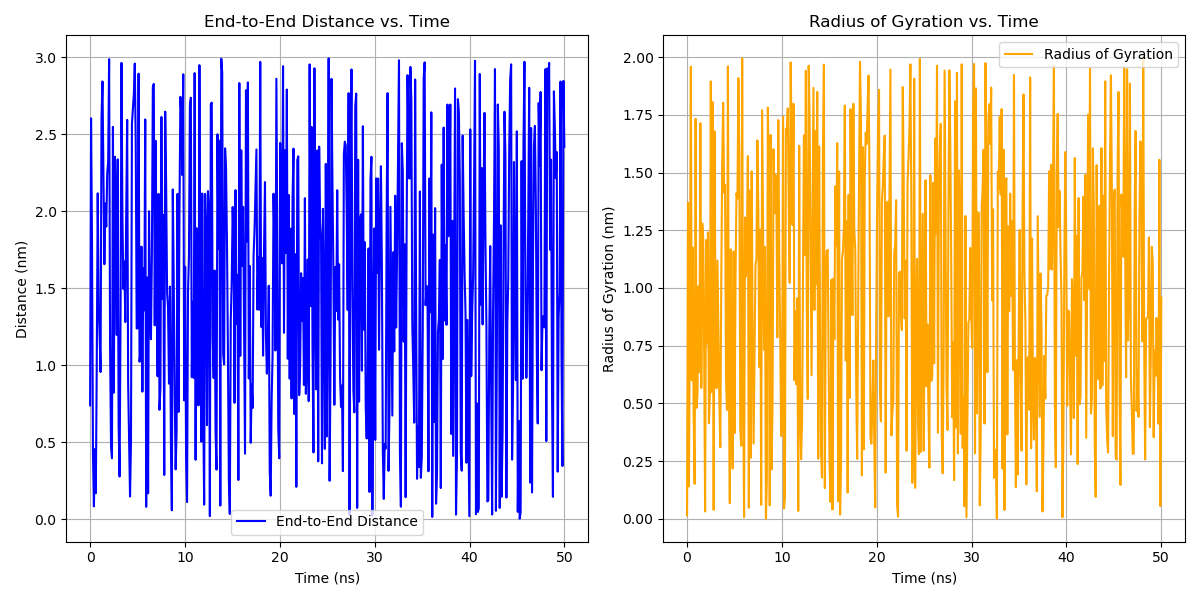 End-to-End Distance vs. Time
Distance (nm)
3.0
2.5
2.0
1.5
1.0
0.5
0.0
End-to-End Distance
0 10 20 30 40 50
Time (ns)
Radius of Gyration vs. Time
Radius of Gyration (nm)
2.00
1.75
1.50
1.25
1.00
0.75
0.50
0.25
0.00
Radius of Gyration
0 10 20 30 40 50
Time (ns)